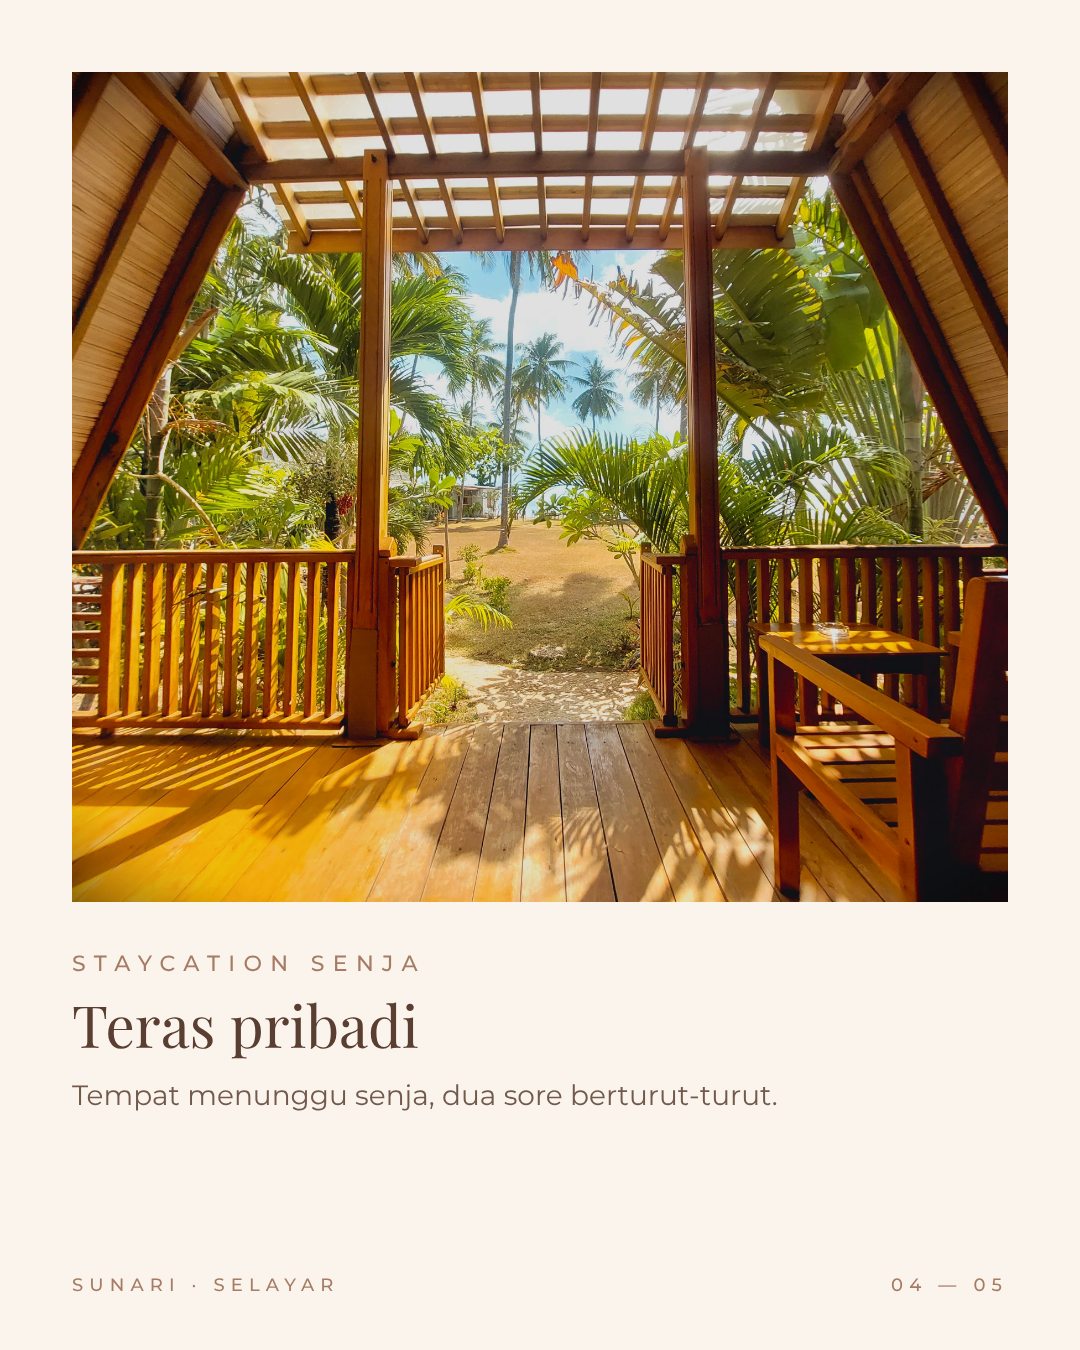 STAYCATION SENJA
Teras pribadi
Tempat menunggu senja, dua sore berturut-turut.
SUNARI · SELAYAR
04 — 05